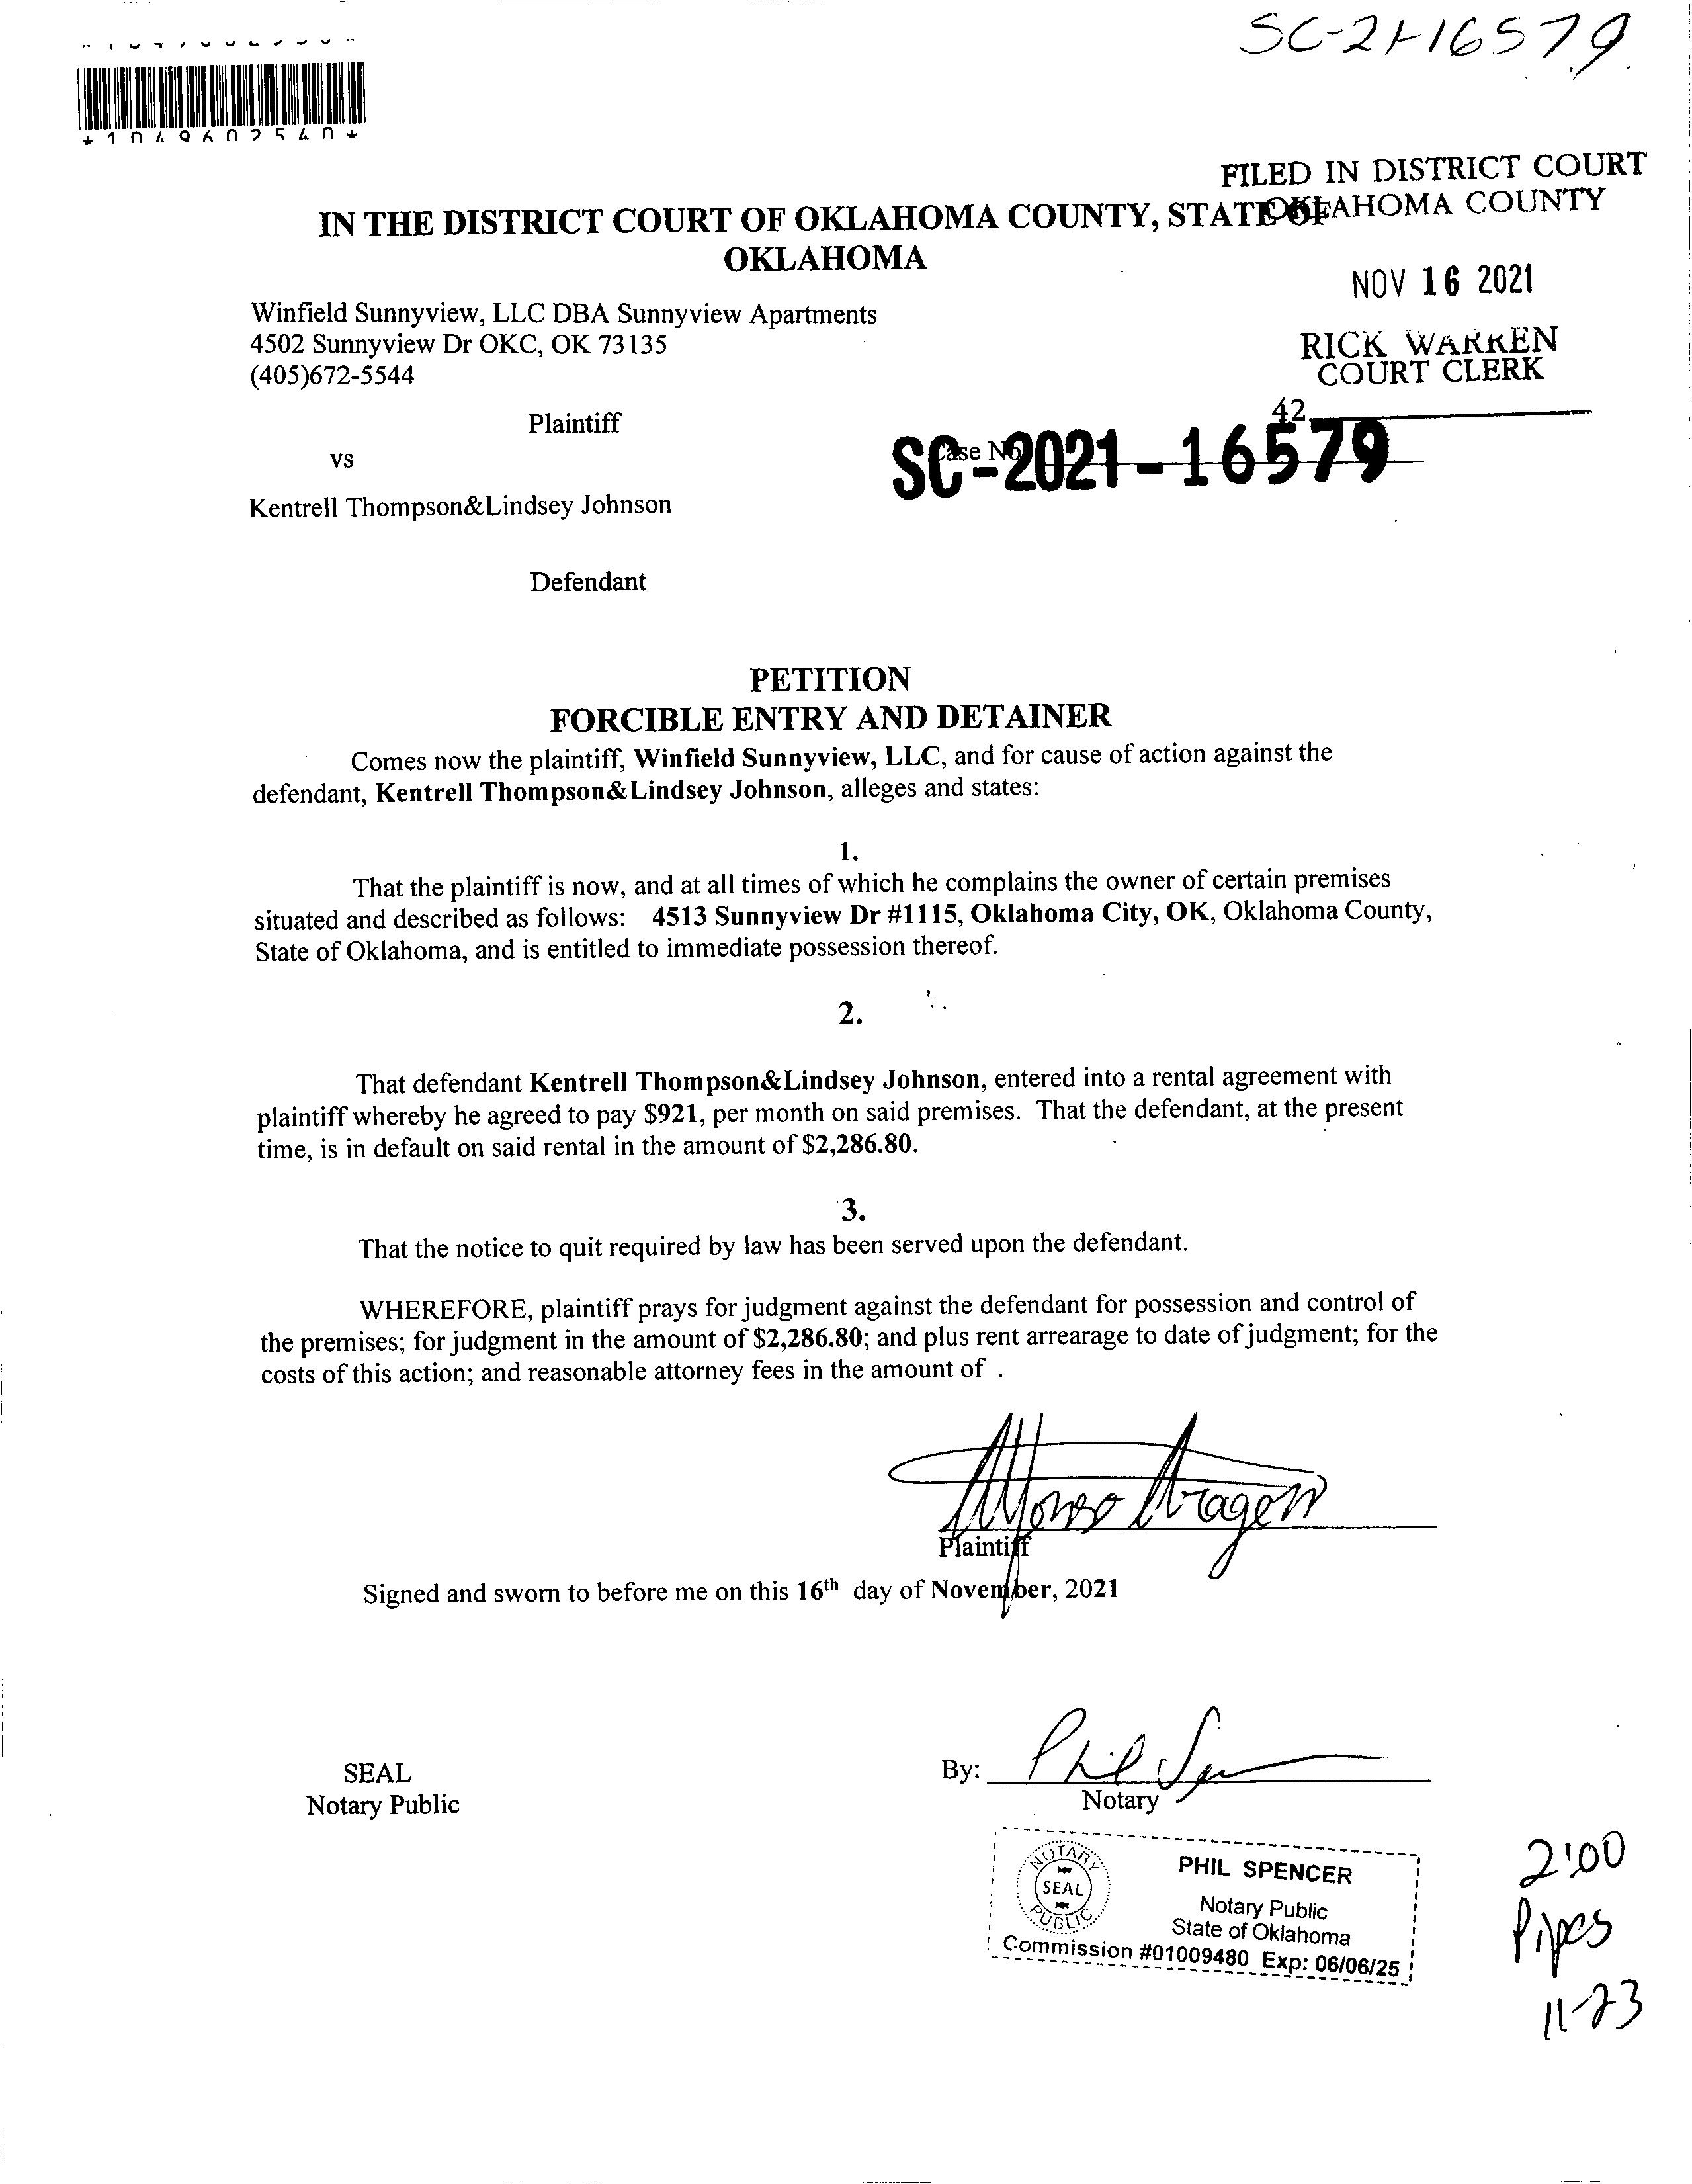 SC-21-16579
*1049602540*
FILED IN DISTRICT COURT
OKLAHOMA COUNTY
IN THE DISTRICT COURT OF OKLAHOMA COUNTY, STATE OF
OKLAHOMA
NOV 16 2021
Winfield Sunnyview, LLC DBA Sunnyview Apartments
4502 Sunnyview Dr OKC, OK 73135
(405)672-5544
RICK WARREN
COURT CLERK
42
Plaintiff
vs
Case No
SC-2021-16579
Kentrell Thompson&Lindsey Johnson
Defendant
PETITION
FORCIBLE ENTRY AND DETAINER
Comes now the plaintiff, Winfield Sunnyview, LLC, and for cause of action against the
defendant, Kentrell Thompson&Lindsey Johnson, alleges and states:
1.
That the plaintiff is now, and at all times of which he complains the owner of certain premises
situated and described as follows: 4513 Sunnyview Dr #1115, Oklahoma City, OK, Oklahoma County,
State of Oklahoma, and is entitled to immediate possession thereof.
2.
That defendant Kentrell Thompson&Lindsey Johnson, entered into a rental agreement with
plaintiff whereby he agreed to pay $921, per month on said premises. That the defendant, at the present
time, is in default on said rental in the amount of $2,286.80.
3.
That the notice to quit required by law has been served upon the defendant.
WHEREFORE, plaintiff prays for judgment against the defendant for possession and control of
the premises; for judgment in the amount of $2,286.80; and plus rent arrearage to date of judgment; for the
costs of this action; and reasonable attorney fees in the amount of .
Alfonso Aragon
Plaintiff
Signed and sworn to before me on this 16th day of November, 2021
SEAL
Notary Public
By: Phil Spencer
Notary
NOTARY
SEAL
PUBLIC
PHIL SPENCER
Notary Public
State of Oklahoma
Commission #01009480 Exp: 06/06/25
2:00
Pipes
11-23